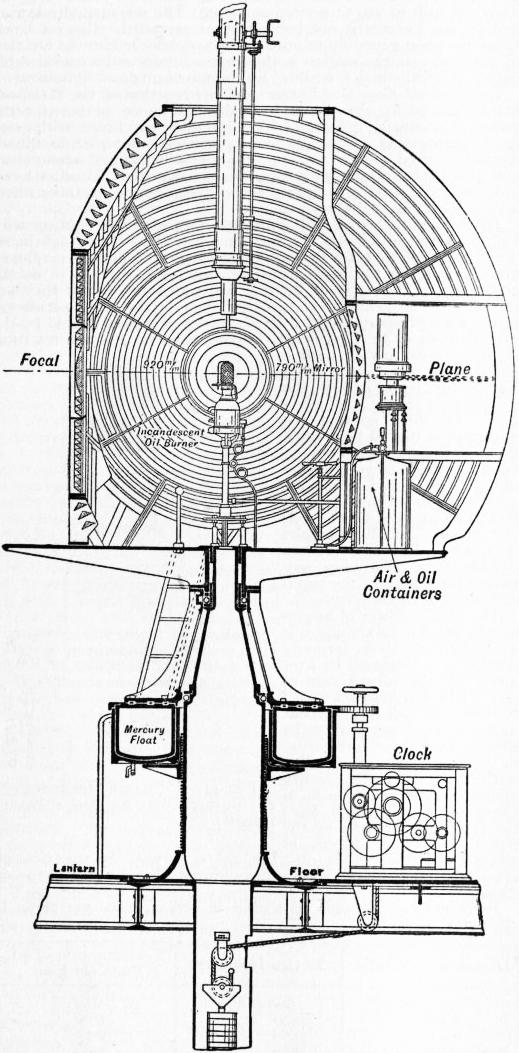 Focal
920 m/m
790 m/m Mirror
Plane
Incandescent
Oil Burner
Air & Oil
Containers
Mercury
Float
Clock
Lantern
Floor